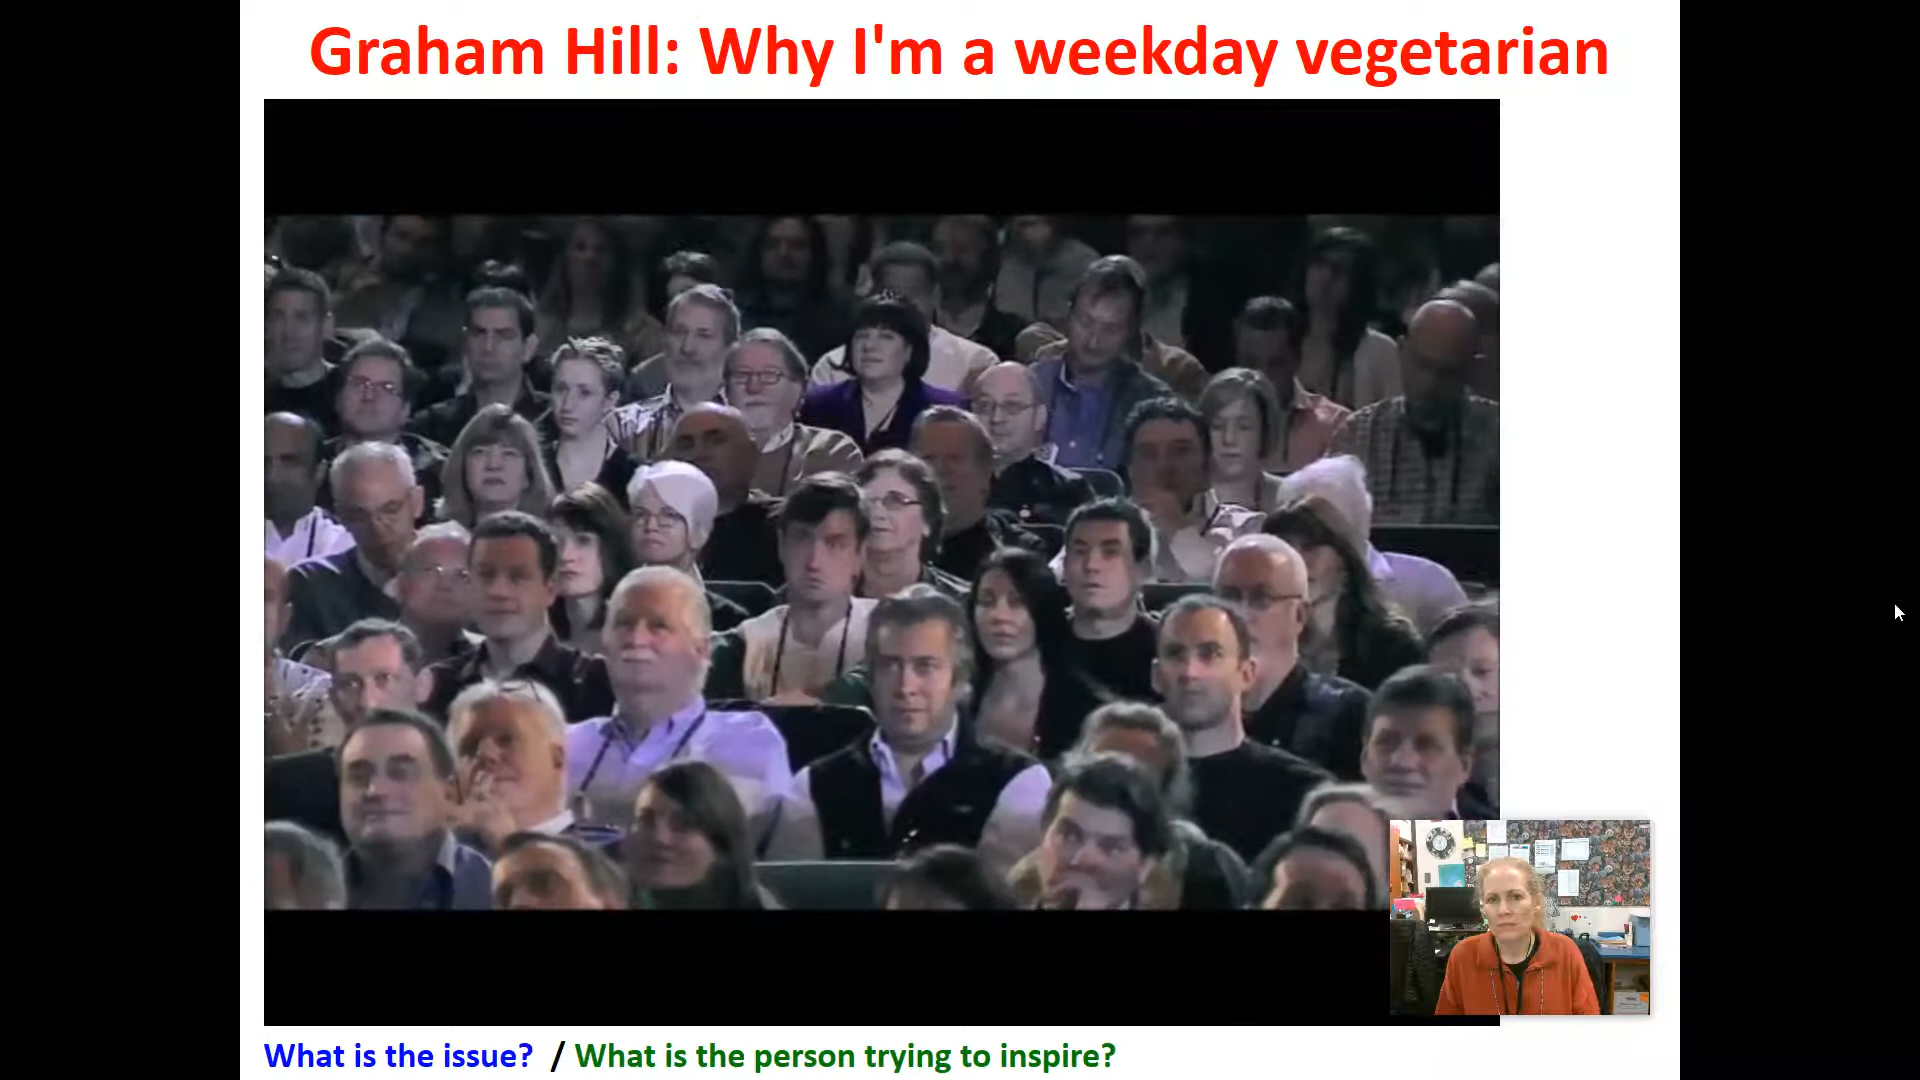 Graham Hill: Why I'm a weekday vegetarian
What is the issue? / What is the person trying to inspire?